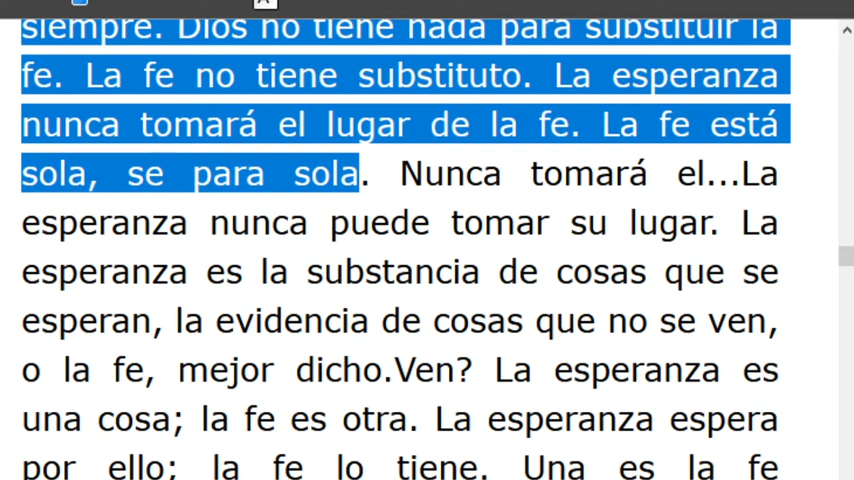 siempre. Dios no tiene nada para substituir la
fe. La fe no tiene substituto. La esperanza
nunca tomará el lugar de la fe. La fe está
sola, se para sola. Nunca tomará el...La
esperanza nunca puede tomar su lugar. La
esperanza es la substancia de cosas que se
esperan, la evidencia de cosas que no se ven,
o la fe, mejor dicho.Ven? La esperanza es
una cosa; la fe es otra. La esperanza espera
por ello; la fe lo tiene. Una es la fe